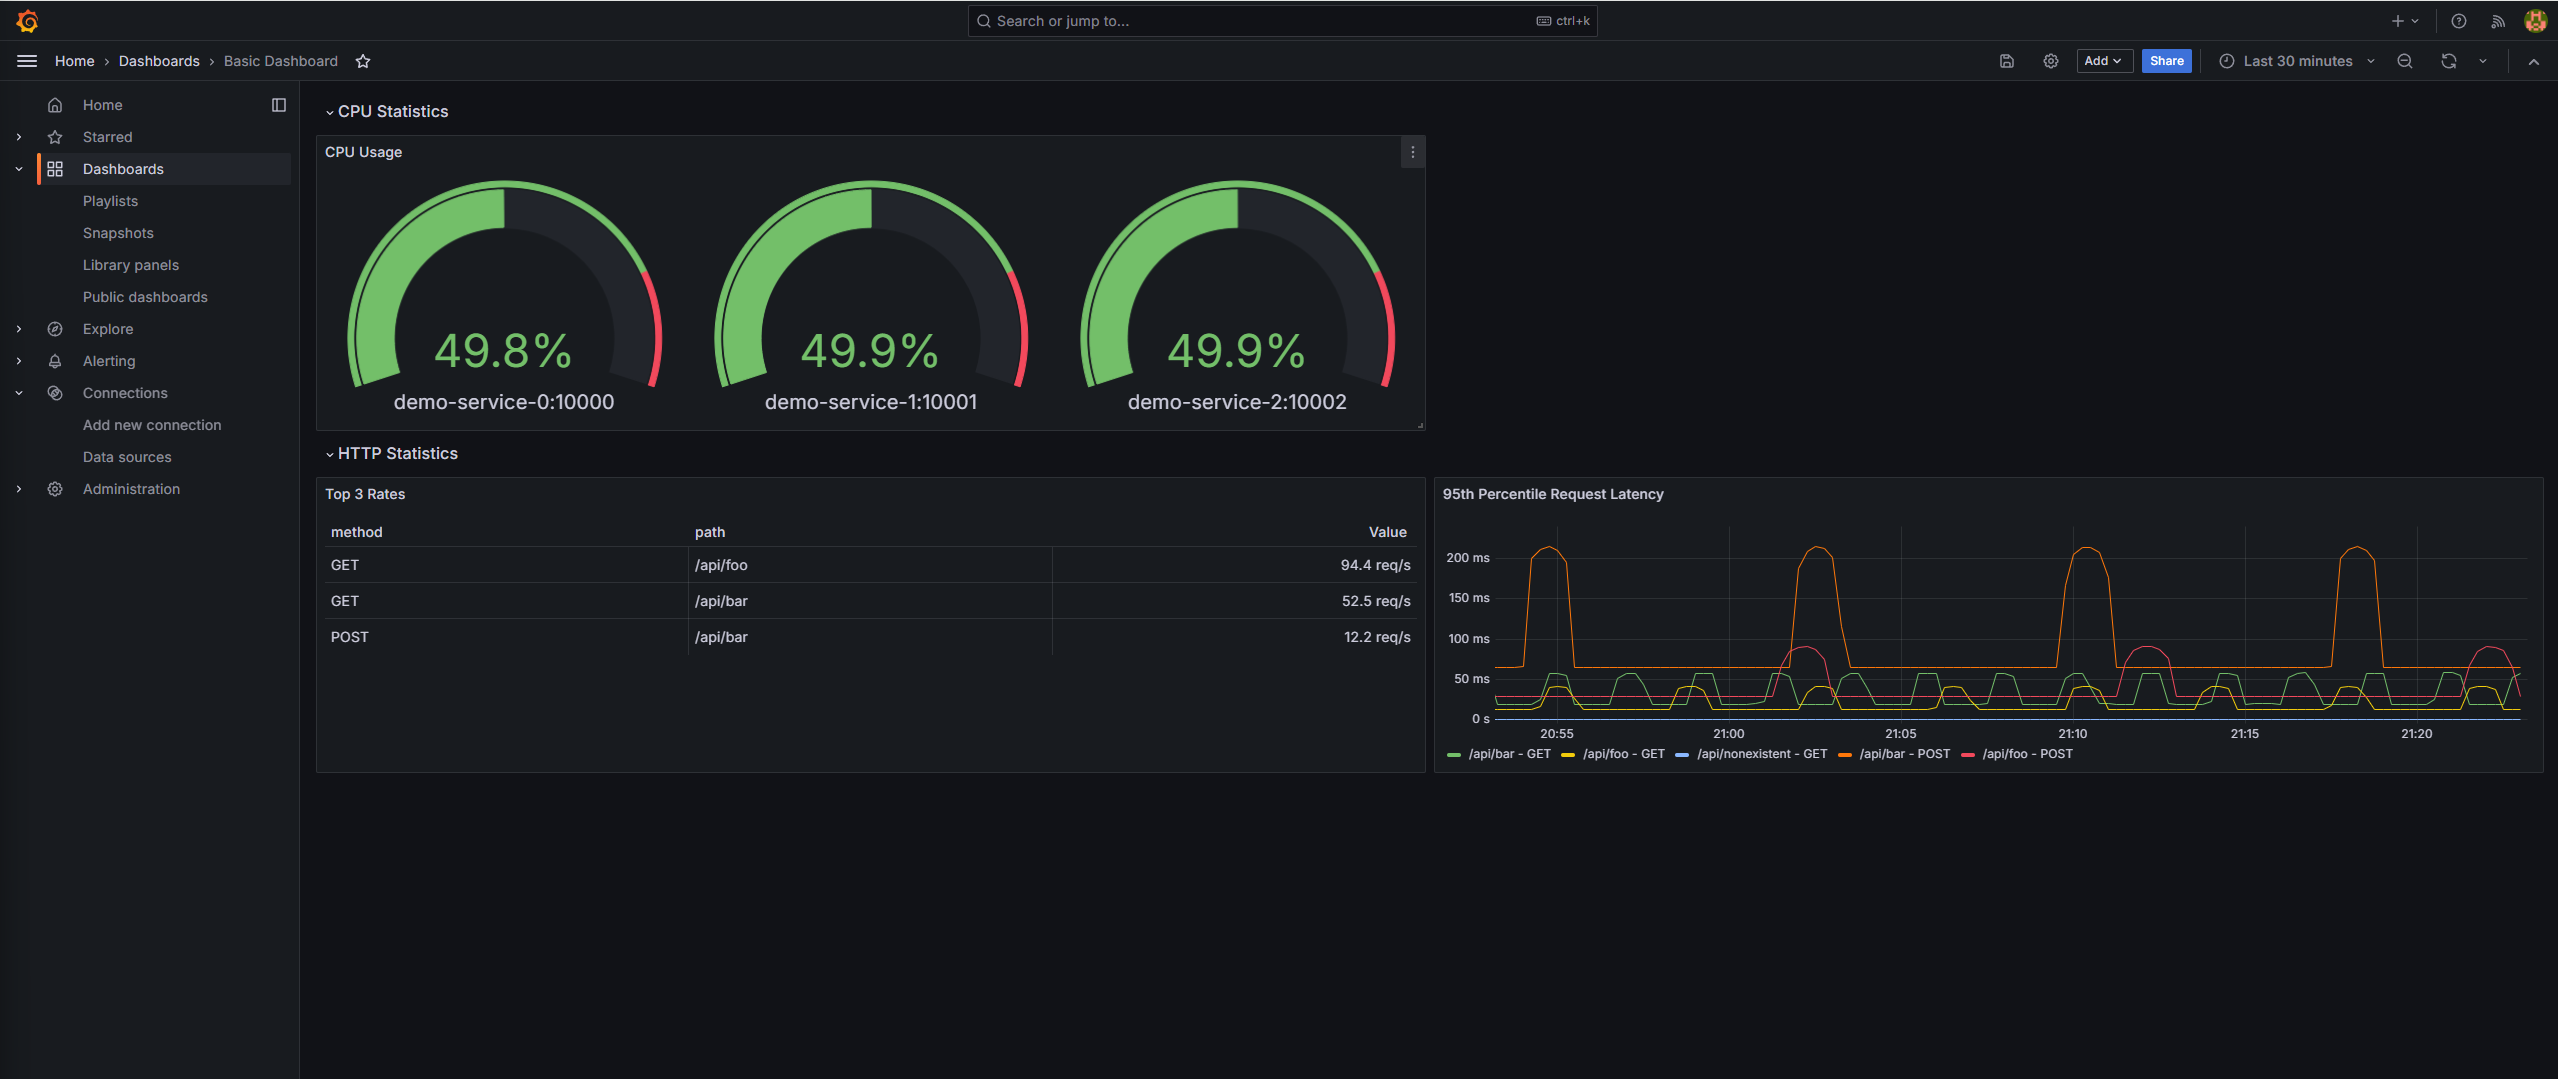 Search or jump to...
ctrl+k
Home
Dashboards
Basic Dashboard
Add
Share
Last 30 minutes
Home
Starred
Dashboards
Playlists
Snapshots
Library panels
Public dashboards
Explore
Alerting
Connections
Add new connection
Data sources
Administration
CPU Statistics
CPU Usage
49.8%
49.9%
49.9%
demo-service-0:10000
demo-service-1:10001
demo-service-2:10002
HTTP Statistics
Top 3 Rates
method path Value
GET /api/foo 94.4 req/s
GET /api/bar 52.5 req/s
POST /api/bar 12.2 req/s
95th Percentile Request Latency
200 ms
150 ms
100 ms
50 ms
0 s
20:55 21:00 21:05 21:10 21:15 21:20
/api/bar - GET /api/foo - GET /api/nonexistent - GET /api/bar - POST /api/foo - POST